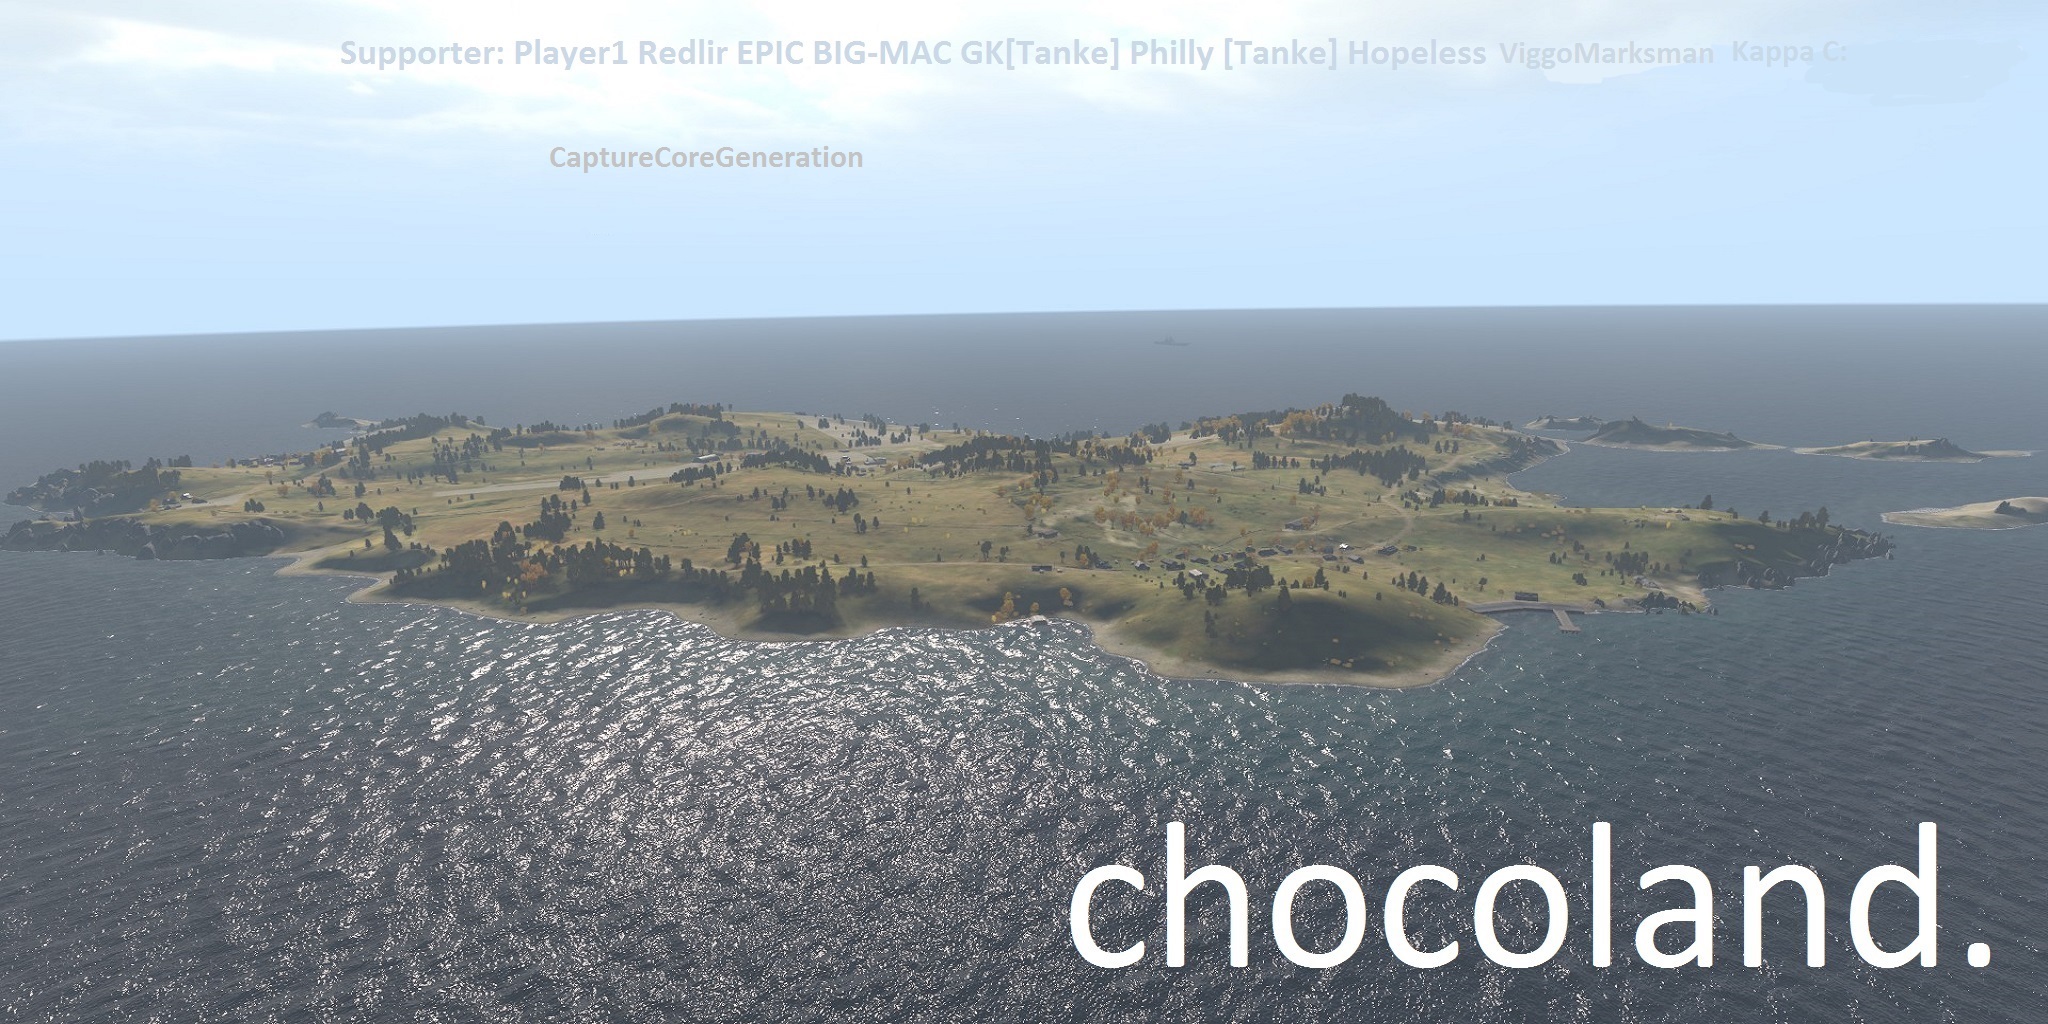 Supporter: Player1 Redlir EPIC BIG-MAC GK[Tanke] Philly [Tanke] Hopeless ViggoMarksman Kappa C:
CaptureCoreGeneration
chocoland.